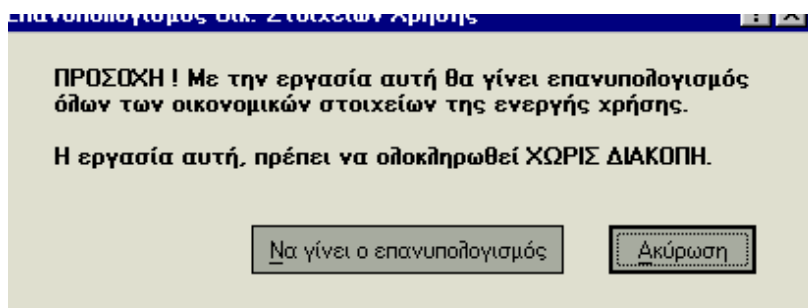 Επανυπολογισμός Οικ. Στοιχείων Χρήσης
ΠΡΟΣΟΧΗ ! Με την εργασία αυτή θα γίνει επανυπολογισμός
όλων των οικονομικών στοιχείων της ενεργής χρήσης.
Η εργασία αυτή, πρέπει να ολοκληρωθεί ΧΩΡΙΣ ΔΙΑΚΟΠΗ.
Να γίνει ο επανυπολογισμός
Ακύρωση